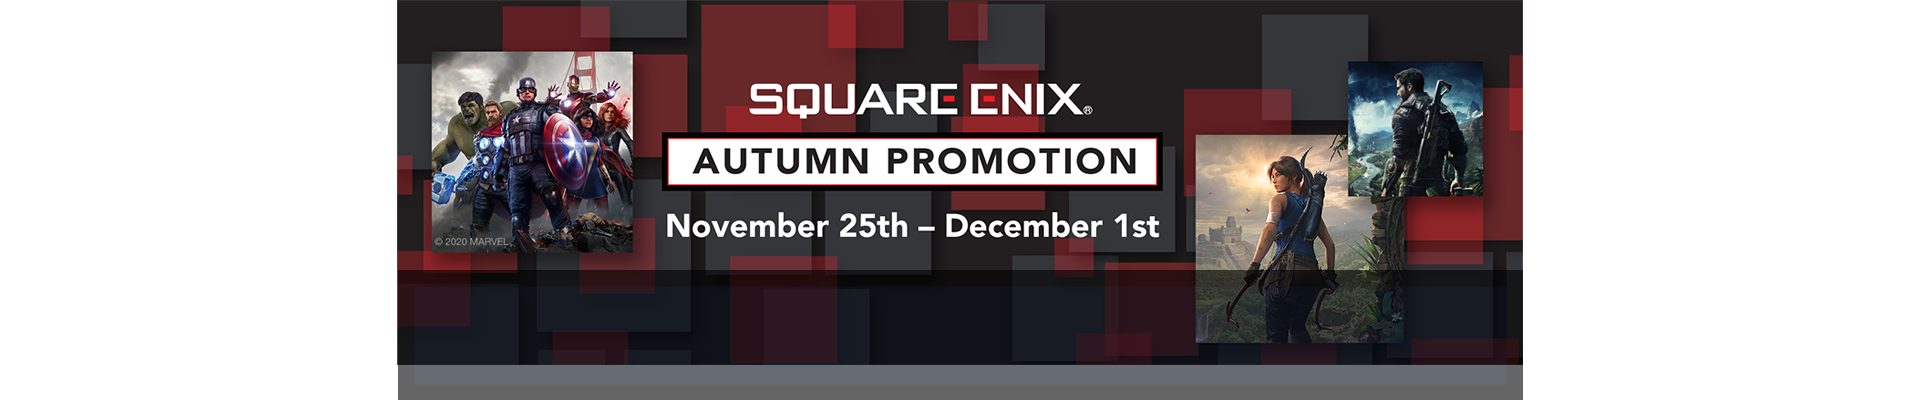 SQUARE ENIX®
AUTUMN PROMOTION
November 25th – December 1st
© 2020 MARVEL